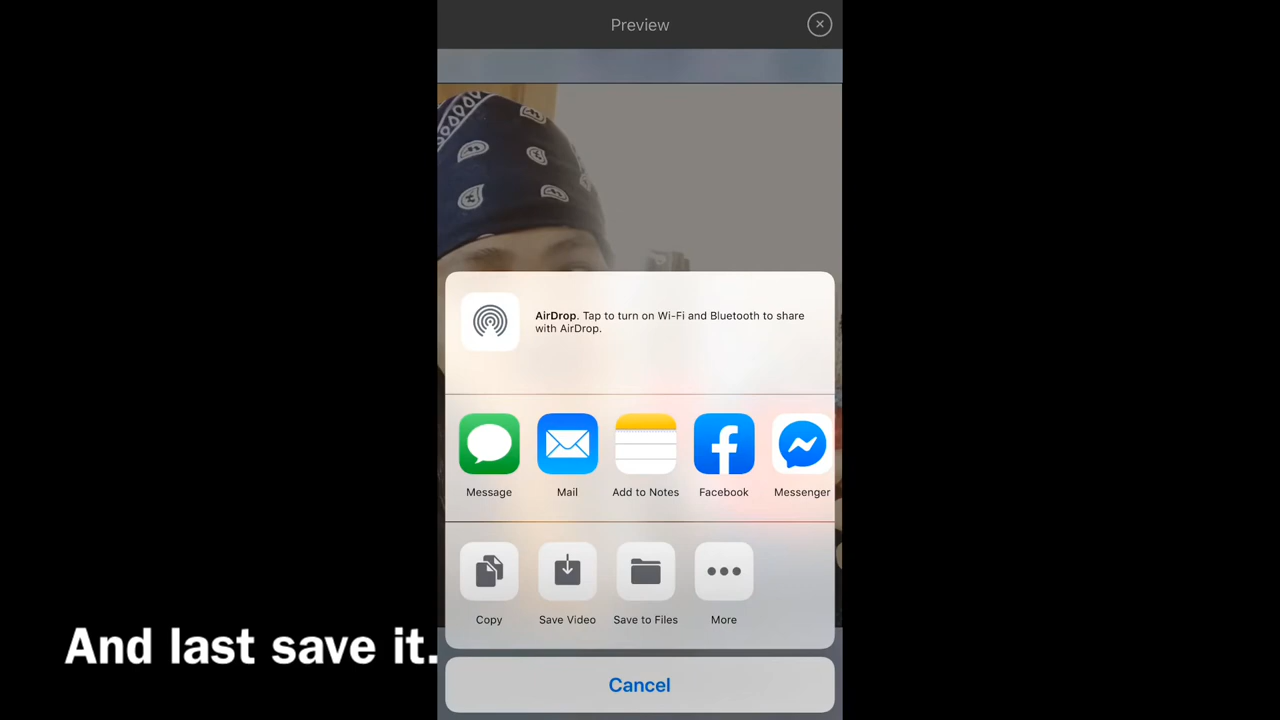 Preview
AirDrop. Tap to turn on Wi-Fi and Bluetooth to share
with AirDrop.
Message Mail Add to Notes Facebook Messenger
Copy Save Video Save to Files More
And last save it.
Cancel